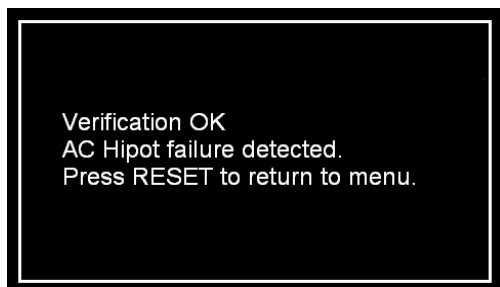 Verification OK
AC Hipot failure detected.
Press RESET to return to menu.